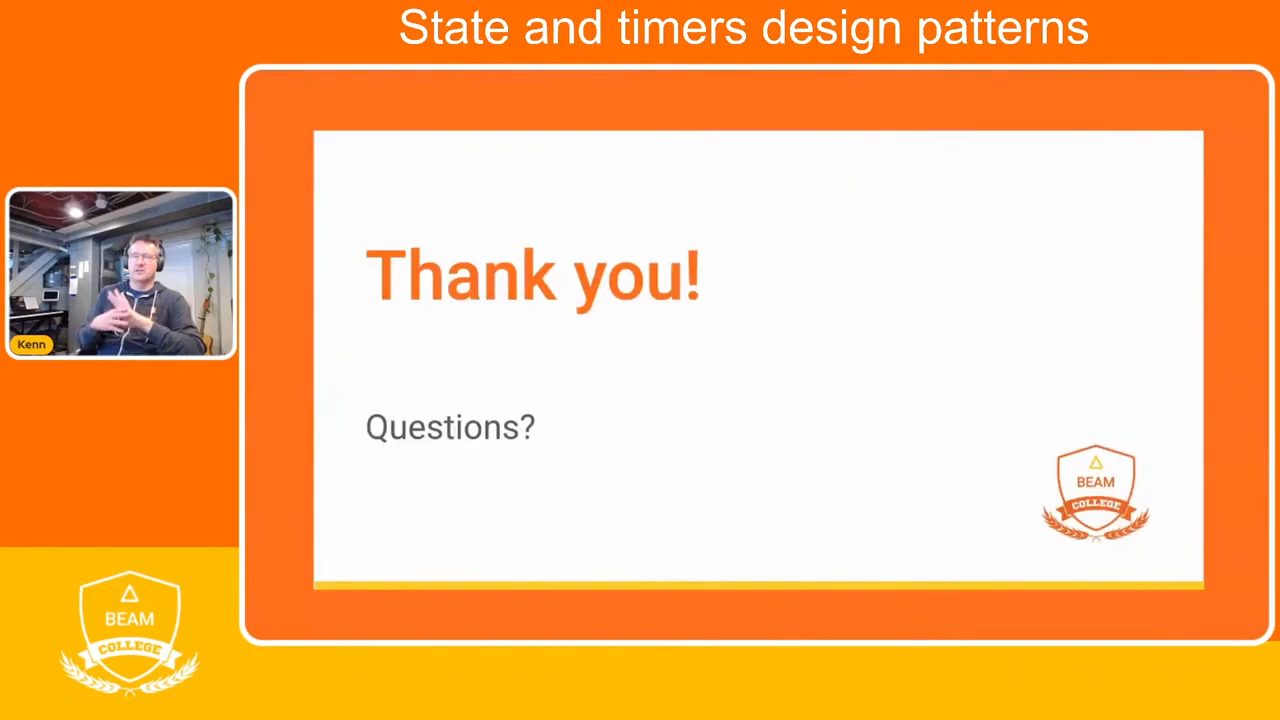 State and timers design patterns
Kenn
Thank you!
Questions?
BEAM
COLLEGE
BEAM
COLLEGE